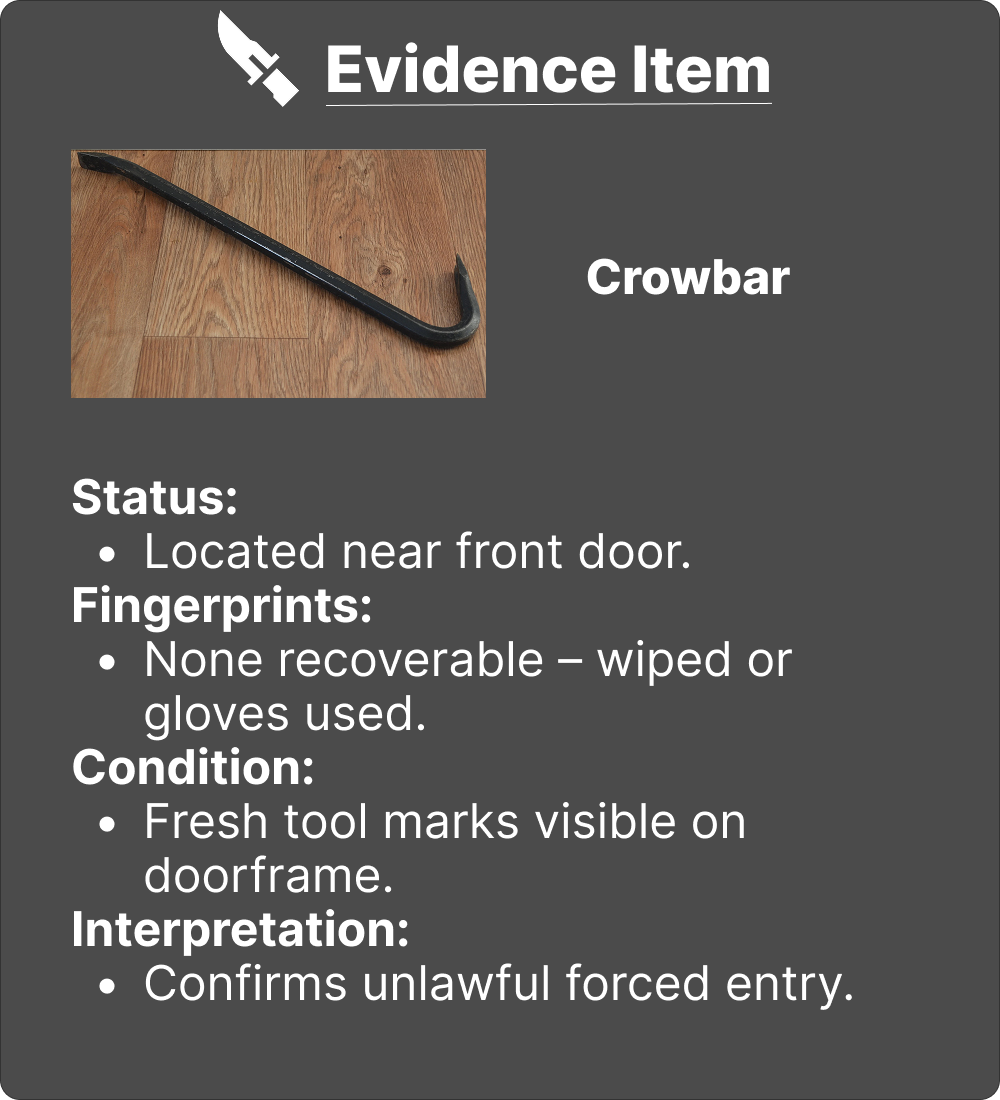 Evidence Item
Crowbar
Status:
• Located near front door.
Fingerprints:
• None recoverable – wiped or
gloves used.
Condition:
• Fresh tool marks visible on
doorframe.
Interpretation:
• Confirms unlawful forced entry.